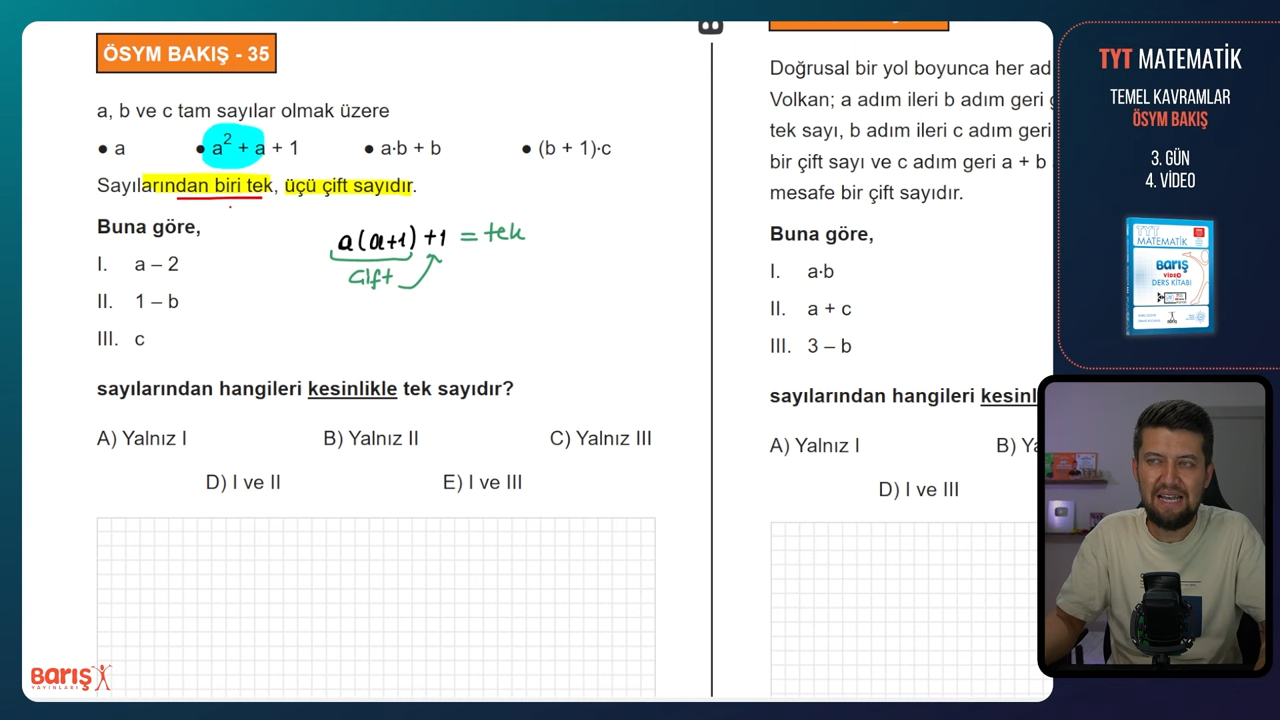 ÖSYM BAKIŞ - 35
a, b ve c tam sayılar olmak üzere
• a • a² + a + 1 • a·b + b • (b + 1)·c
Sayılarından biri tek, üçü çift sayıdır.
Buna göre,
a(a+1) + 1 = tek
çift
I. a – 2
II. 1 – b
III. c
sayılarından hangileri kesinlikle tek sayıdır?
A) Yalnız I B) Yalnız II C) Yalnız III
D) I ve II E) I ve III
Doğrusal bir yol boyunca her ad
Volkan; a adım ileri b adım geri
tek sayı, b adım ileri c adım geri
bir çift sayı ve c adım geri a + b
mesafe bir çift sayıdır.
Buna göre,
I. a·b
II. a + c
III. 3 – b
sayılarından hangileri kesinl
A) Yalnız I B) Ya
D) I ve III
TYT MATEMATİK
TEMEL KAVRAMLAR
ÖSYM BAKIŞ
3. GÜN
4. VİDEO
TYT
MATEMATİK
BARIŞ
VİDEO
DERS KİTABI
BARIŞ
YAYINLARI